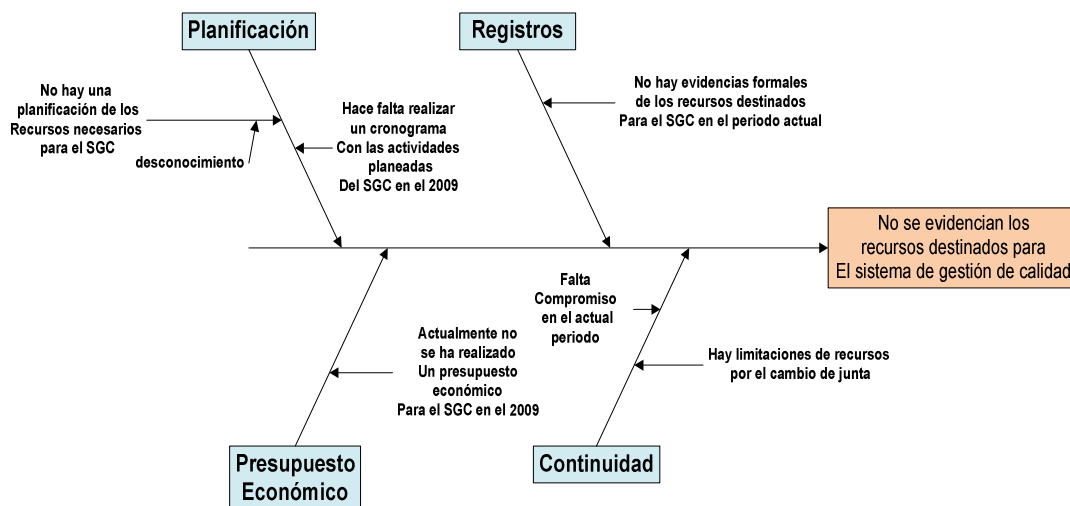 Planificación
Registros
No hay una
planificación de los
Recursos necesarios
para el SGC
desconocimiento
Hace falta realizar
un cronograma
Con las actividades
planeadas
Del SGC en el 2009
No hay evidencias formales
de los recursos destinados
Para el SGC en el periodo actual
No se evidencian los
recursos destinados para
El sistema de gestión de calidad
Falta
Compromiso
en el actual
periodo
Actualmente no
se ha realizado
Un presupuesto
económico
Para el SGC en el 2009
Hay limitaciones de recursos
por el cambio de junta
Presupuesto
Económico
Continuidad